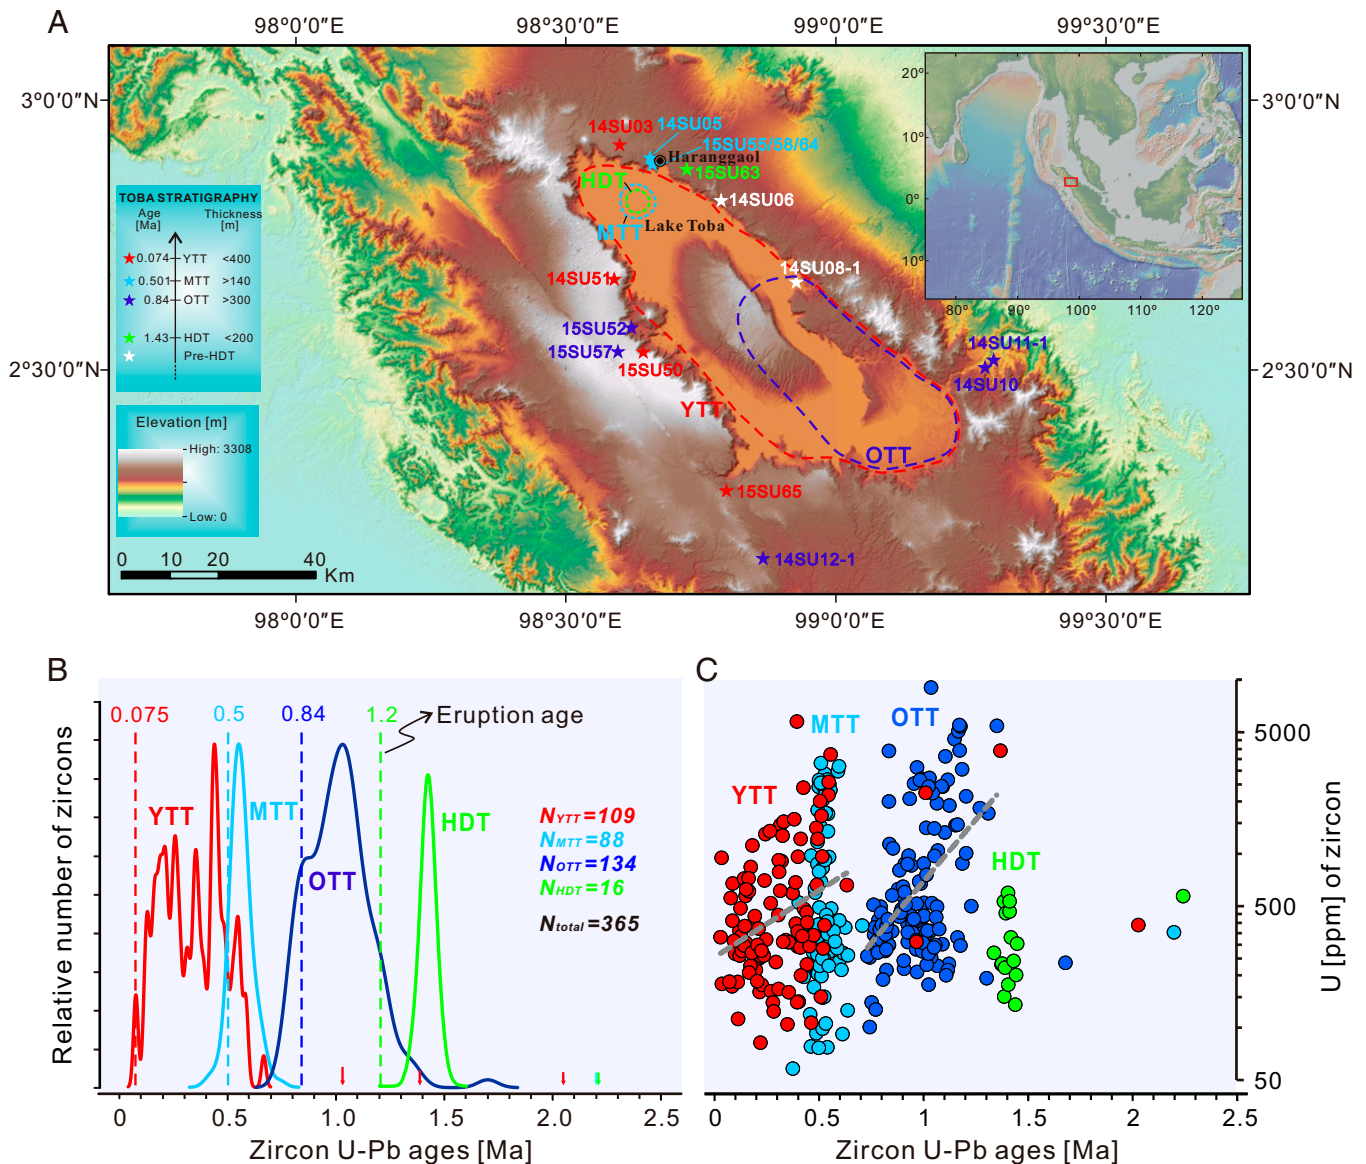 A
98°0′0″E 98°30′0″E 99°0′0″E 99°30′0″E
3°0′0″N
3°0′0″N
2°30′0″N
2°30′0″N
14SU03
14SU05
15SU55/58/64
Haranggaol
15SU63
HDT
14SU06
MTT
Lake Toba
14SU08-1
14SU51
15SU52
15SU57
15SU50
14SU11-1
14SU10
YTT
OTT
15SU65
14SU12-1
20°
10°
0°
10°
80° 90° 100° 110° 120°
TOBA STRATIGRAPHY
Age Thickness
[Ma] [m]
0.074 YTT <400
0.501 MTT >140
0.84 OTT >300
1.43 HDT <200
Pre-HDT
Elevation [m]
High: 3308
Low: 0
0 10 20 40
Km
98°0′0″E 98°30′0″E 99°0′0″E 99°30′0″E
B
Relative number of zircons
0.075 0.5 0.84 1.2
Eruption age
YTT
MTT
OTT
HDT
NYTT=109
NMTT=88
NOTT=134
NHDT=16
Ntotal=365
0 0.5 1.0 1.5 2.0 2.5
Zircon U-Pb ages [Ma]
C
MTT
OTT
YTT
HDT
5000
500
50
U [ppm] of zircon
0 0.5 1 1.5 2 2.5
Zircon U-Pb ages [Ma]